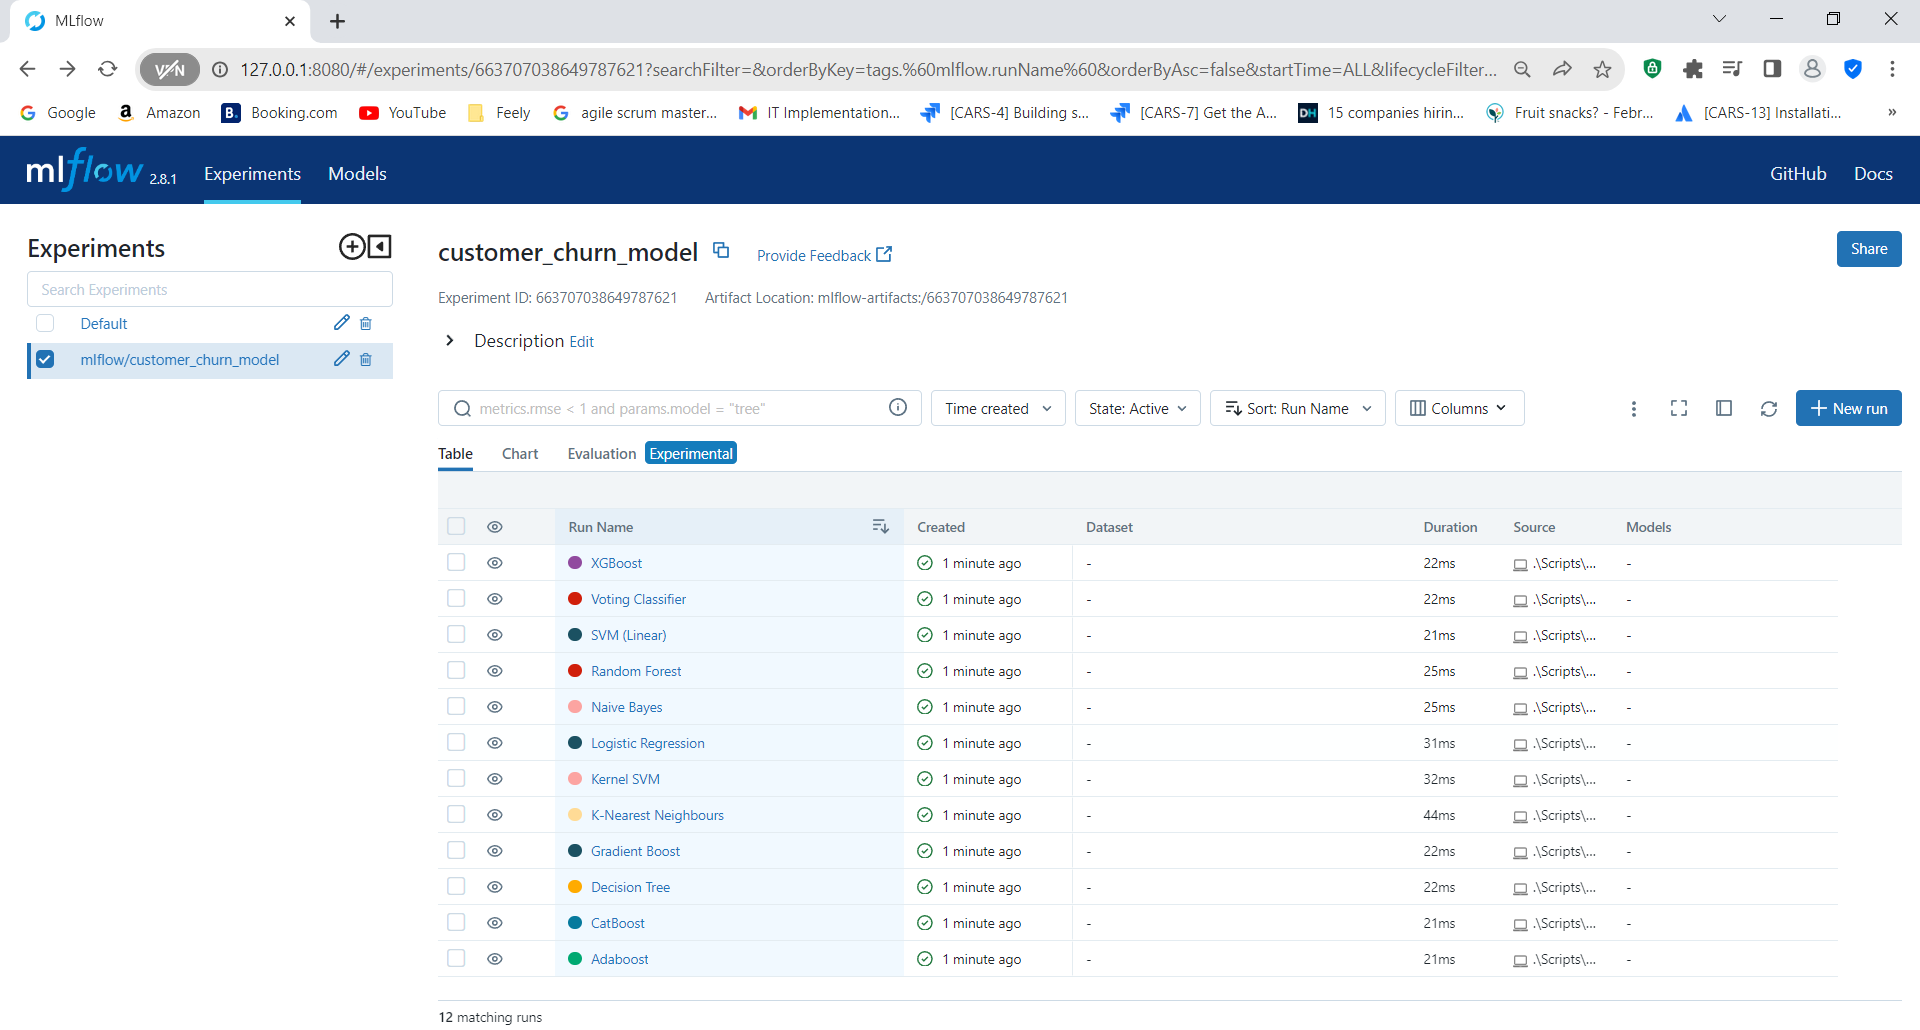 MLflow
VPN
127.0.0.1:8080/#/experiments/663707038649787621?searchFilter=&orderByKey=tags.%60mlflow.runName%60&orderByAsc=false&startTime=ALL&lifecycleFilter...
Google Amazon B. Booking.com YouTube Feely agile scrum master... IT Implementation... [CARS-4] Building s... [CARS-7] Get the A... DH 15 companies hirin... Fruit snacks? - Febr... [CARS-13] Installati... »
mlflow 2.8.1 Experiments Models GitHub Docs
Experiments
Search Experiments
Default
mlflow/customer_churn_model
customer_churn_model Provide Feedback Share
Experiment ID: 663707038649787621 Artifact Location: mlflow-artifacts:/663707038649787621
Description Edit
metrics.rmse < 1 and params.model = "tree" Time created State: Active Sort: Run Name Columns New run
Table Chart Evaluation Experimental
Run Name Created Dataset Duration Source Models
XGBoost 1 minute ago - 22ms .\Scripts\... -
Voting Classifier 1 minute ago - 22ms .\Scripts\... -
SVM (Linear) 1 minute ago - 21ms .\Scripts\... -
Random Forest 1 minute ago - 25ms .\Scripts\... -
Naive Bayes 1 minute ago - 25ms .\Scripts\... -
Logistic Regression 1 minute ago - 31ms .\Scripts\... -
Kernel SVM 1 minute ago - 32ms .\Scripts\... -
K-Nearest Neighbours 1 minute ago - 44ms .\Scripts\... -
Gradient Boost 1 minute ago - 22ms .\Scripts\... -
Decision Tree 1 minute ago - 22ms .\Scripts\... -
CatBoost 1 minute ago - 21ms .\Scripts\... -
Adaboost 1 minute ago - 21ms .\Scripts\... -
12 matching runs